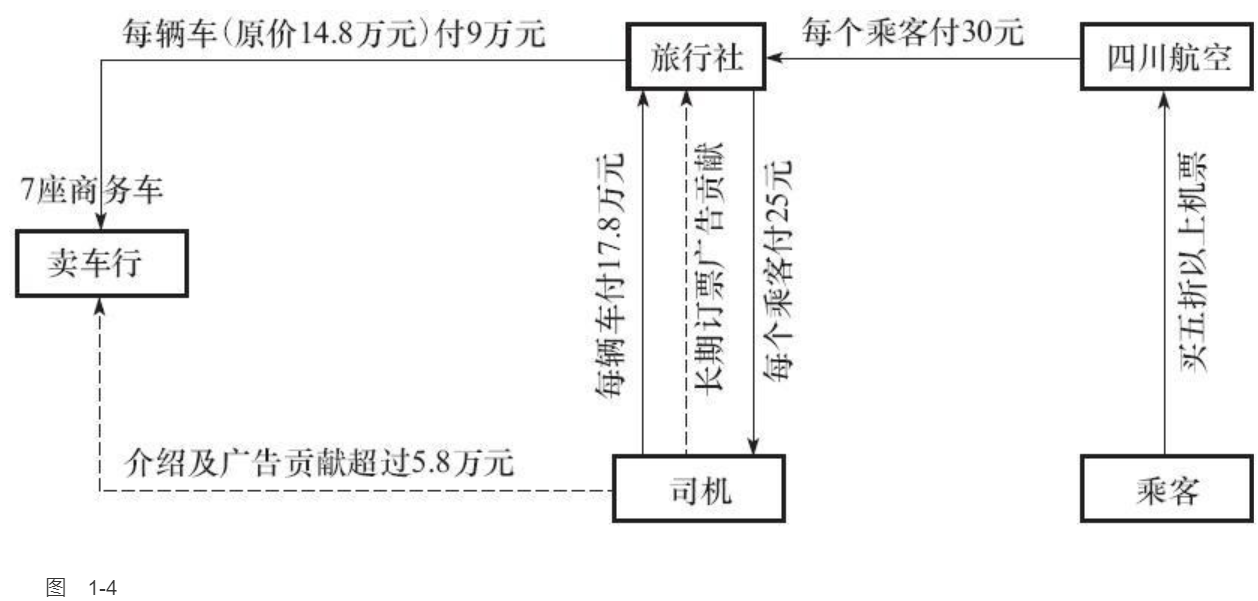 每辆车(原价14.8万元)付9万元
旅行社
每个乘客付30元
四川航空
7座商务车
卖车行
每辆车付17.8万元
长期订票广告贡献
每个乘客付25元
买五折以上机票
介绍及广告贡献超过5.8万元
司机
乘客
图 1-4